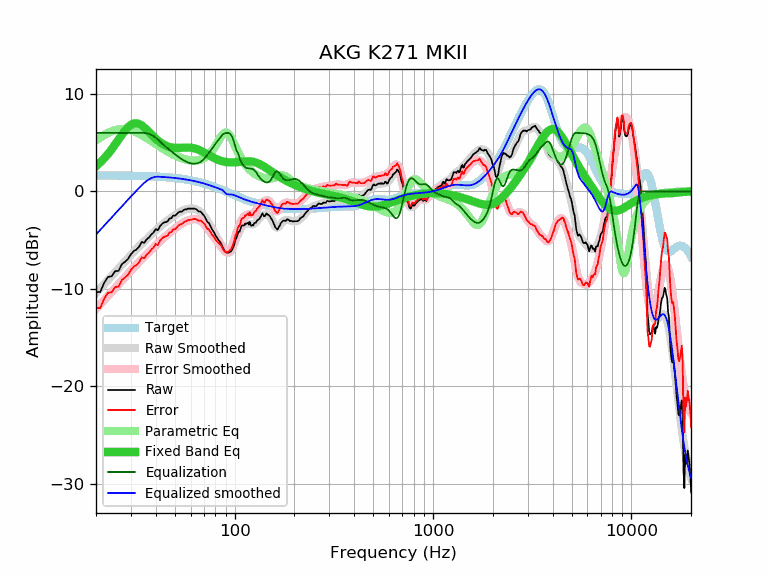 AKG K271 MKII
Amplitude (dBr)
10
0
−10
−20
−30
Target
Raw Smoothed
Error Smoothed
Raw
Error
Parametric Eq
Fixed Band Eq
Equalization
Equalized smoothed
100
1000
10000
Frequency (Hz)